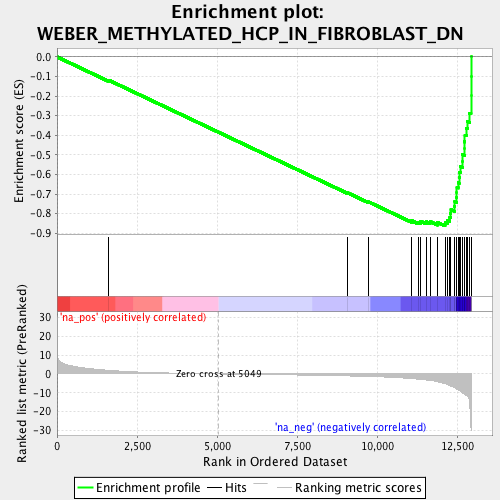 Enrichment plot:
WEBER_METHYLATED_HCP_IN_FIBROBLAST_DN
Enrichment score (ES)
0.0
-0.1
-0.2
-0.3
-0.4
-0.5
-0.6
-0.7
-0.8
-0.9
'na_pos' (positively correlated)
Ranked list metric (PreRanked)
30
20
10
0
-10
-20
-30
Zero cross at 5049
'na_neg' (negatively correlated)
0
2,500
5,000
7,500
10,000
12,500
Rank in Ordered Dataset
Enrichment profile
Hits
Ranking metric scores